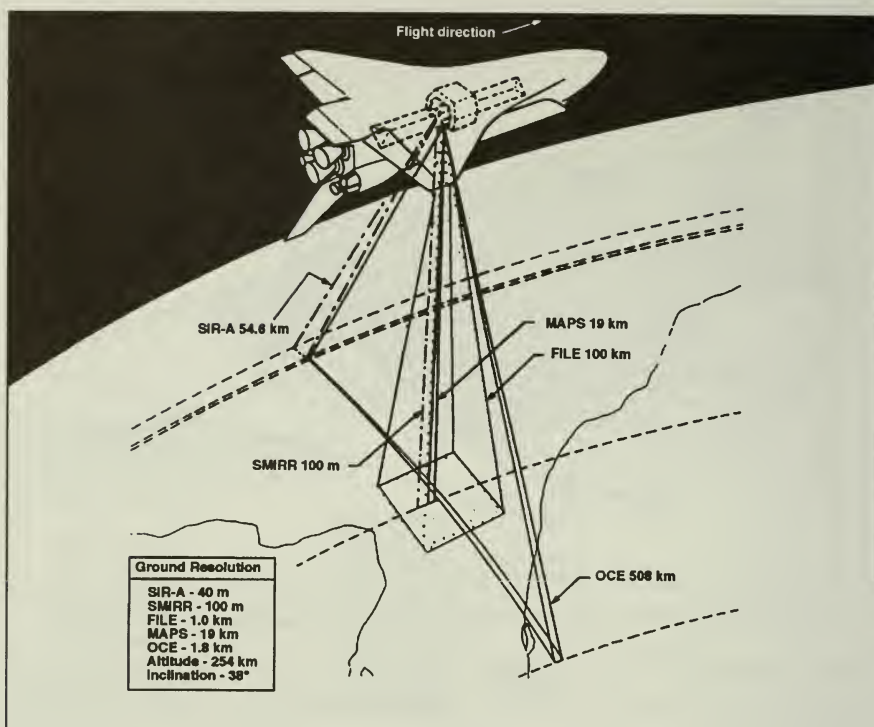 Flight direction
SIR-A 54.6 km
MAPS 19 km
FILE 100 km
SMIRR 100 m
OCE 508 km
Ground Resolution
SIR-A - 40 m
SMIRR - 100 m
FILE - 1.0 km
MAPS - 19 km
OCE - 1.8 km
Altitude - 254 km
Inclination - 38°